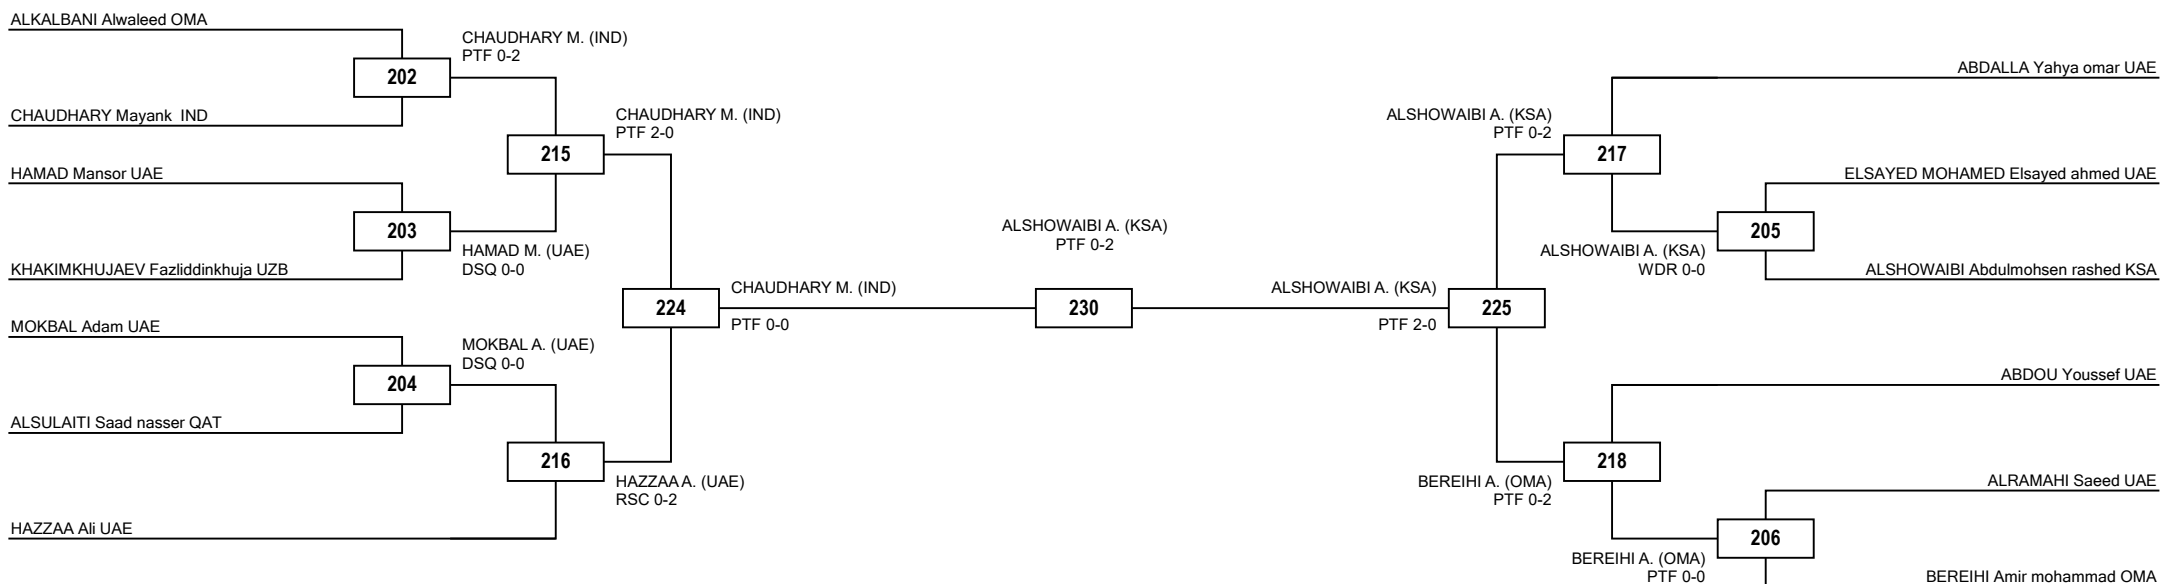 ALKALBANI Alwaleed OMA
CHAUDHARY M. (IND)
PTF 0-2
202
CHAUDHARY Mayank IND
CHAUDHARY M. (IND)
PTF 2-0
215
HAMAD Mansor UAE
203
HAMAD M. (UAE)
DSQ 0-0
KHAKIMKHUJAEV Fazliddinkhuja UZB
224
CHAUDHARY M. (IND)
PTF 0-0
MOKBAL Adam UAE
MOKBAL A. (UAE)
DSQ 0-0
204
ALSULAITI Saad nasser QAT
216
HAZZAA A. (UAE)
RSC 0-2
HAZZAA Ali UAE
ALSHOWAIBI A. (KSA)
PTF 0-2
230
ABDALLA Yahya omar UAE
ALSHOWAIBI A. (KSA)
PTF 0-2
217
ELSAYED MOHAMED Elsayed ahmed UAE
205
ALSHOWAIBI A. (KSA)
WDR 0-0
ALSHOWAIBI Abdulmohsen rashed KSA
ALSHOWAIBI A. (KSA)
PTF 2-0
225
ABDOU Youssef UAE
218
BEREIHI A. (OMA)
PTF 0-2
ALRAMAHI Saeed UAE
206
BEREIHI A. (OMA)
PTF 0-0
BEREIHI Amir mohammad OMA